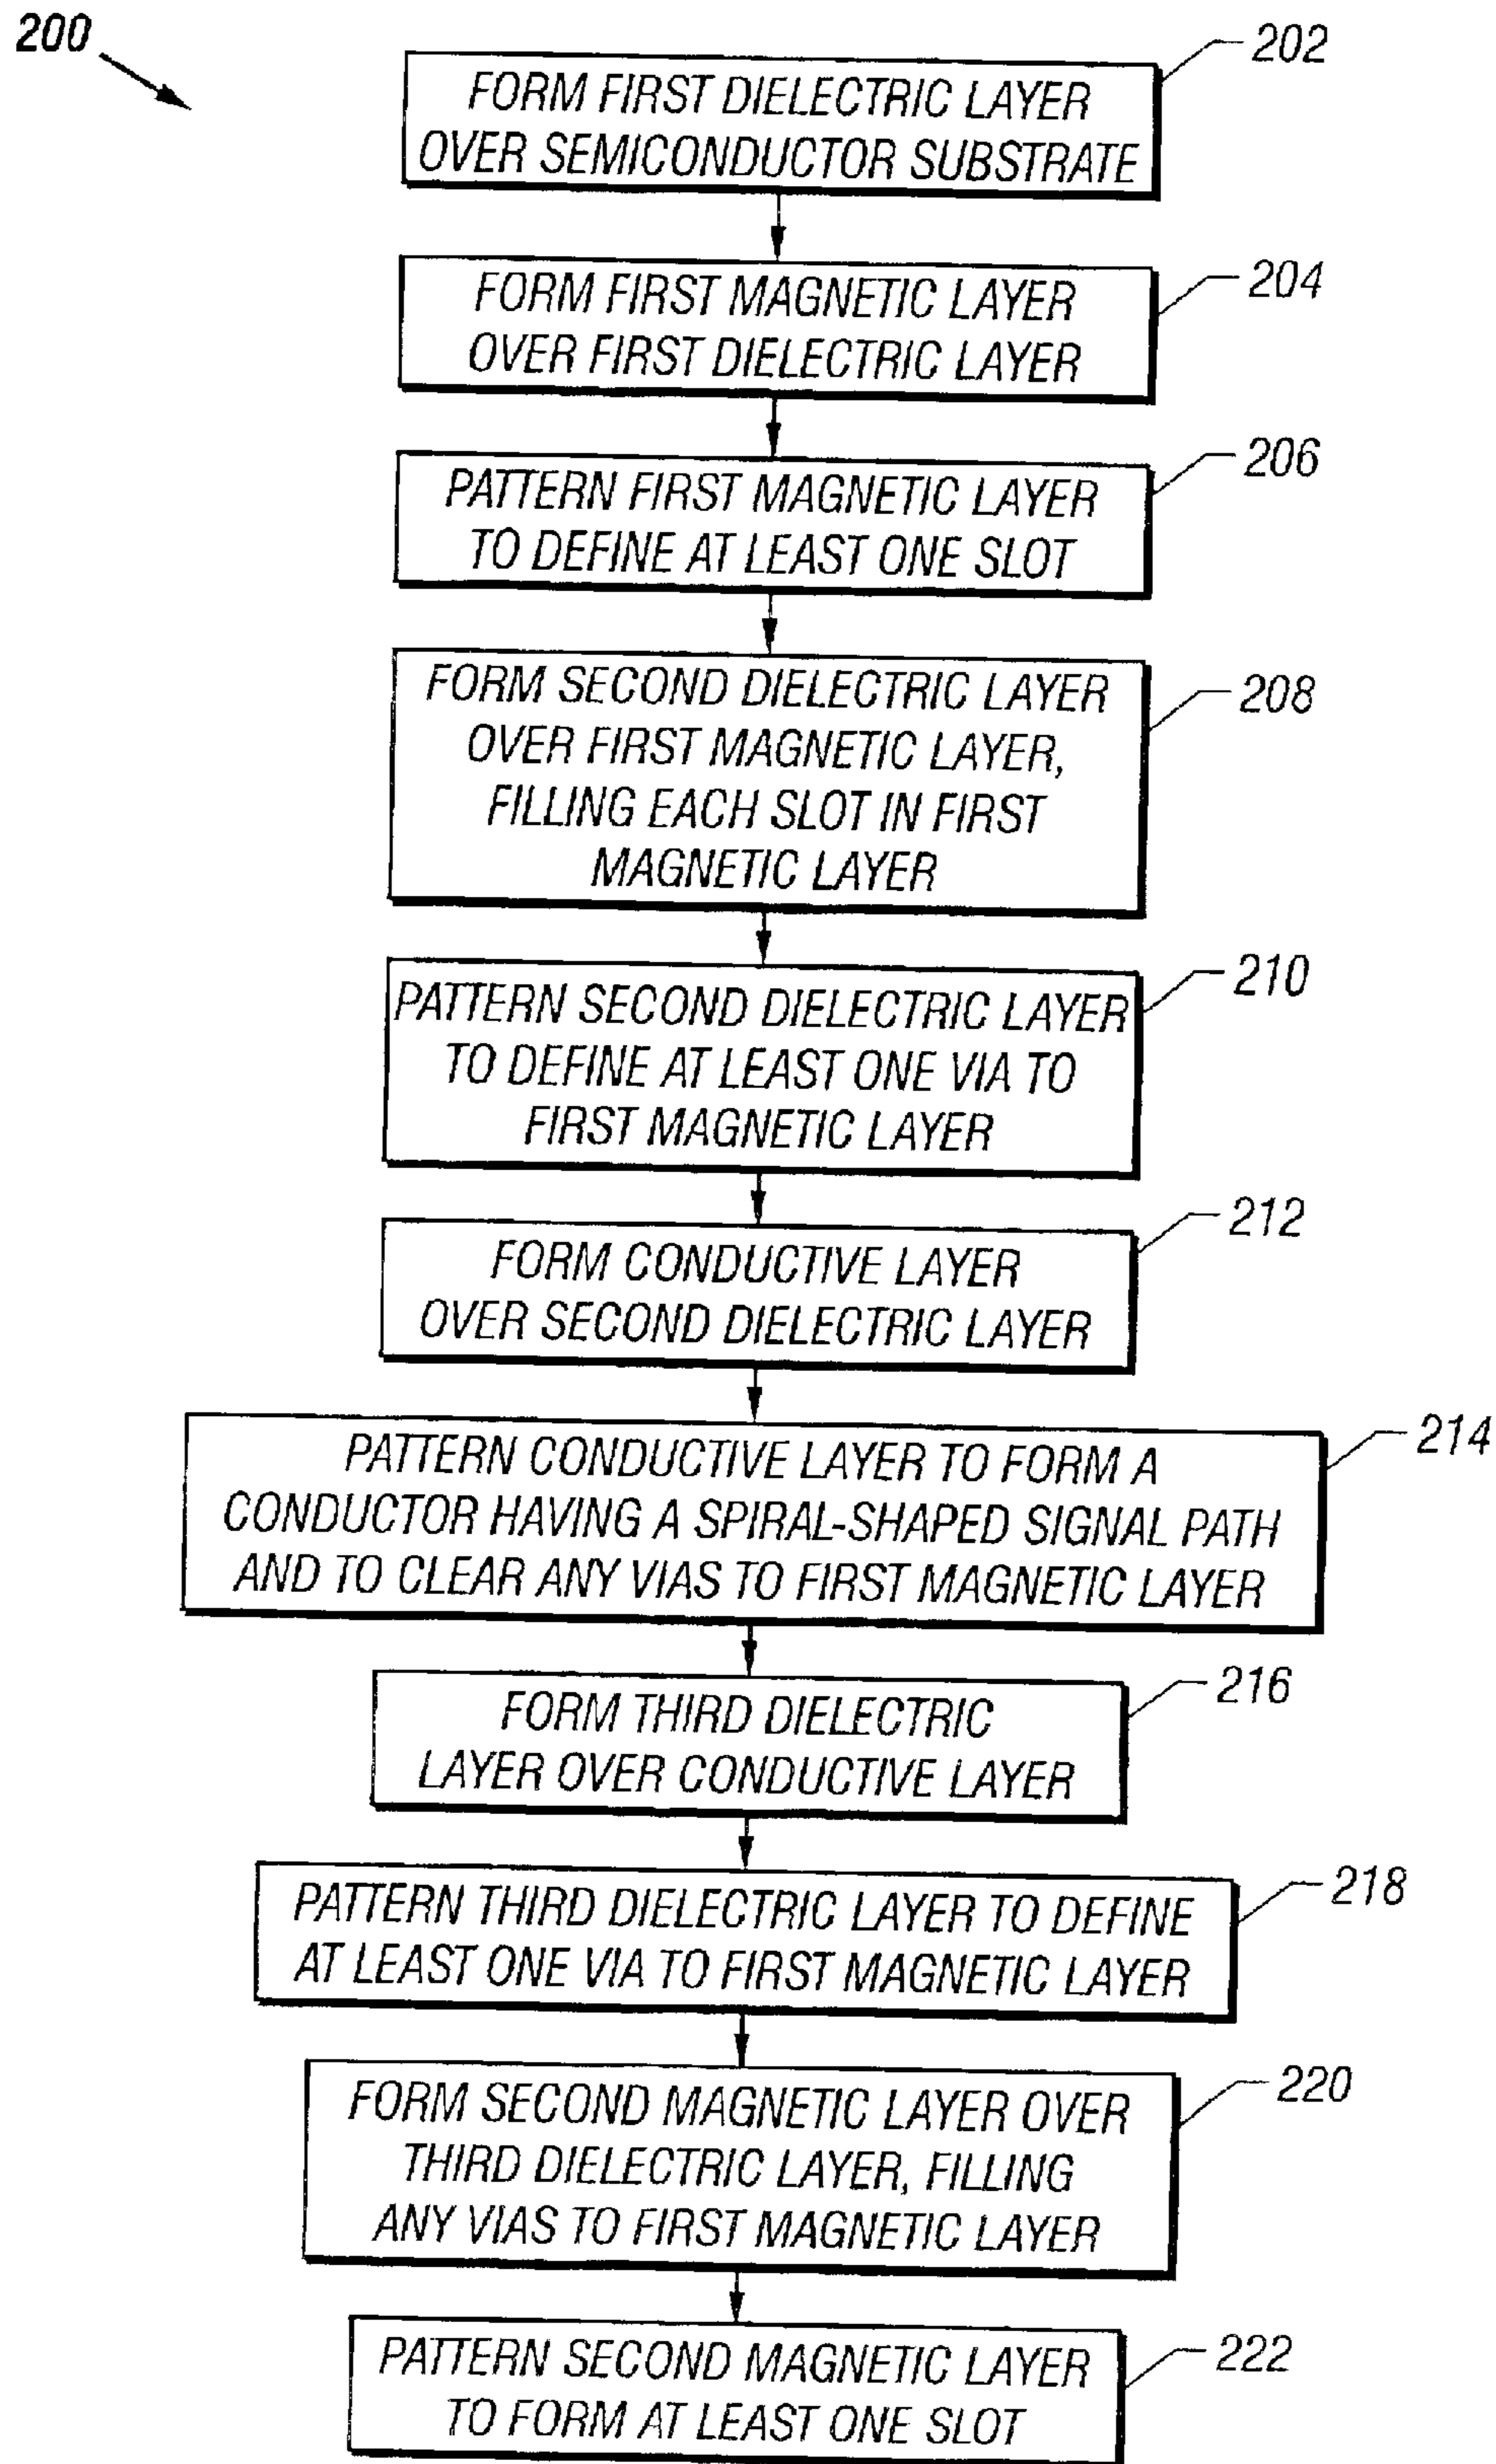 200
202
FORM FIRST DIELECTRIC LAYER
OVER SEMICONDUCTOR SUBSTRATE
204
FORM FIRST MAGNETIC LAYER
OVER FIRST DIELECTRIC LAYER
206
PATTERN FIRST MAGNETIC LAYER
TO DEFINE AT LEAST ONE SLOT
208
FORM SECOND DIELECTRIC LAYER
OVER FIRST MAGNETIC LAYER,
FILLING EACH SLOT IN FIRST
MAGNETIC LAYER
210
PATTERN SECOND DIELECTRIC LAYER
TO DEFINE AT LEAST ONE VIA TO
FIRST MAGNETIC LAYER
212
FORM CONDUCTIVE LAYER
OVER SECOND DIELECTRIC LAYER
214
PATTERN CONDUCTIVE LAYER TO FORM A
CONDUCTOR HAVING A SPIRAL-SHAPED SIGNAL PATH
AND TO CLEAR ANY VIAS TO FIRST MAGNETIC LAYER
216
FORM THIRD DIELECTRIC
LAYER OVER CONDUCTIVE LAYER
218
PATTERN THIRD DIELECTRIC LAYER TO DEFINE
AT LEAST ONE VIA TO FIRST MAGNETIC LAYER
220
FORM SECOND MAGNETIC LAYER OVER
THIRD DIELECTRIC LAYER, FILLING
ANY VIAS TO FIRST MAGNETIC LAYER
222
PATTERN SECOND MAGNETIC LAYER
TO FORM AT LEAST ONE SLOT